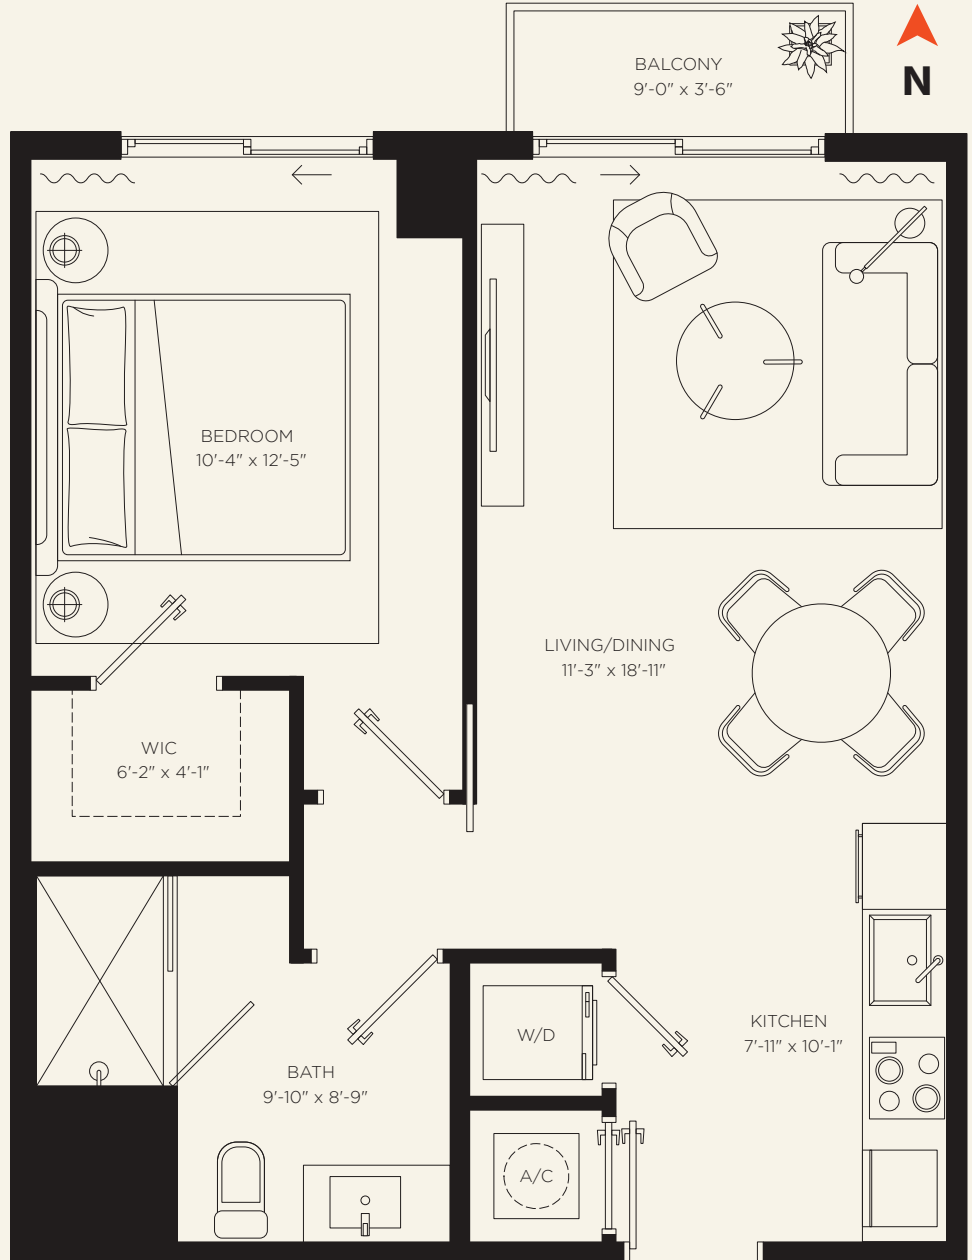 N
BALCONY
9'-0" x 3'-6"
BEDROOM
10'-4" x 12'-5"
LIVING/DINING
11'-3" x 18'-11"
WIC
6'-2" x 4'-1"
KITCHEN
7'-11" x 10'-1"
W/D
BATH
9'-10" x 8'-9"
A/C